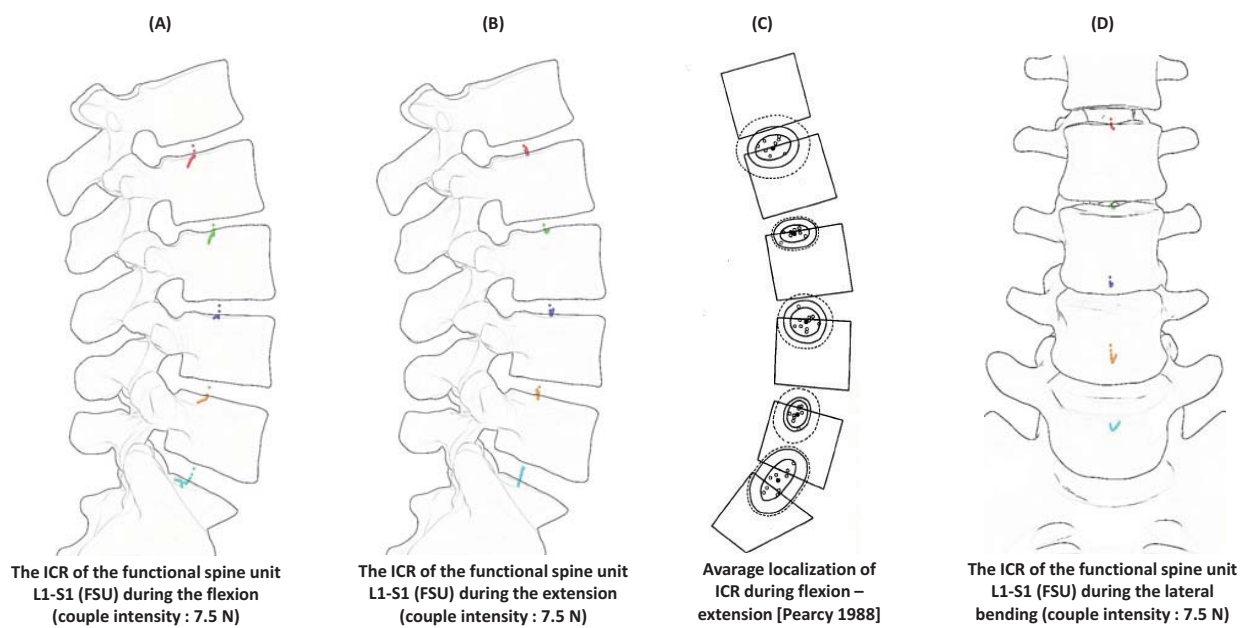 (A)
(B)
(C)
(D)
The ICR of the functional spine unit
L1-S1 (FSU) during the flexion
(couple intensity : 7.5 N)
The ICR of the functional spine unit
L1-S1 (FSU) during the extension
(couple intensity : 7.5 N)
Avarage localization of
ICR during flexion –
extension [Pearcy 1988]
The ICR of the functional spine unit
L1-S1 (FSU) during the lateral
bending (couple intensity : 7.5 N)